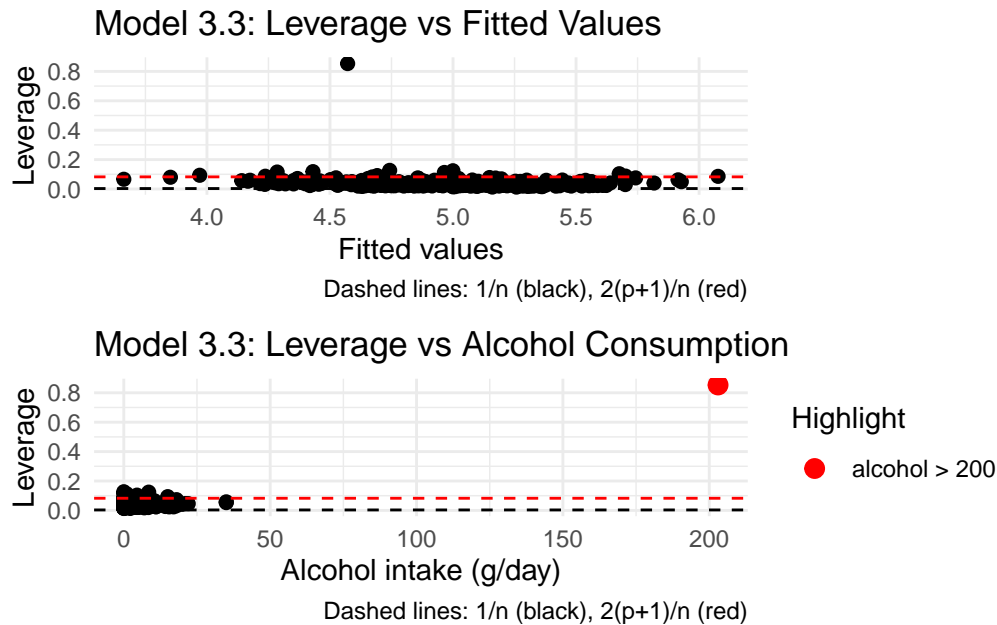 Model 3.3: Leverage vs Fitted Values
Leverage
0.8
0.6
0.4
0.2
0.0
4.0 4.5 5.0 5.5 6.0
Fitted values
Dashed lines: 1/n (black), 2(p+1)/n (red)
Model 3.3: Leverage vs Alcohol Consumption
Leverage
0.8
0.6
0.4
0.2
0.0
0 50 100 150 200
Alcohol intake (g/day)
Dashed lines: 1/n (black), 2(p+1)/n (red)
Highlight
alcohol > 200